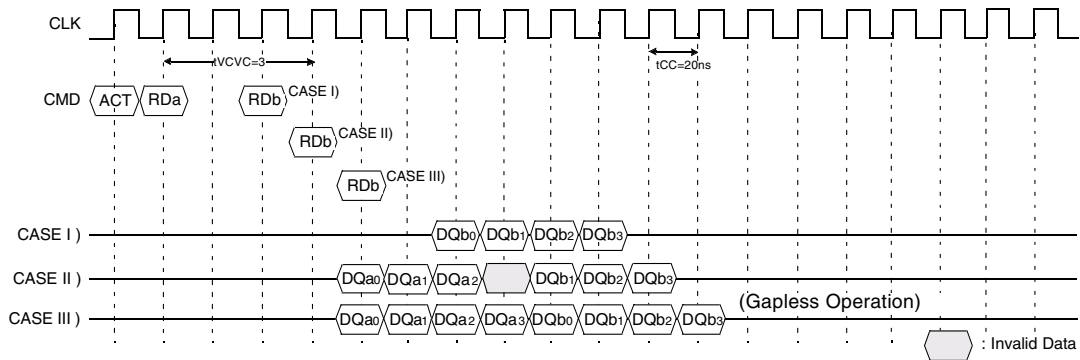 CLK
tVCVC=3
tCC=20ns
CMD ACT RDa RDb CASE I)
RDb CASE II)
RDb CASE III)
CASE I ) DQb0 DQb1 DQb2 DQb3
CASE II ) DQa0 DQa1 DQa2 DQb1 DQb2 DQb3
(Gapless Operation)
CASE III ) DQa0 DQa1 DQa2 DQa3 DQb0 DQb1 DQb2 DQb3
: Invalid Data